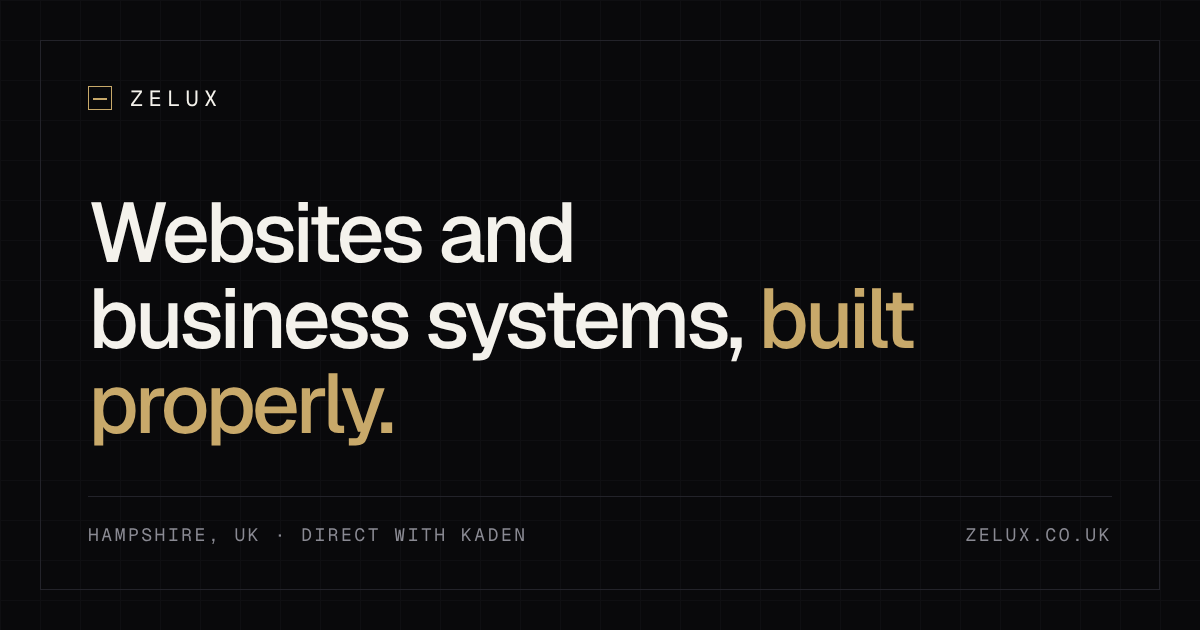 ZELUX
Websites and
business systems, built
properly.
HAMPSHIRE, UK · DIRECT WITH KADEN
ZELUX.CO.UK